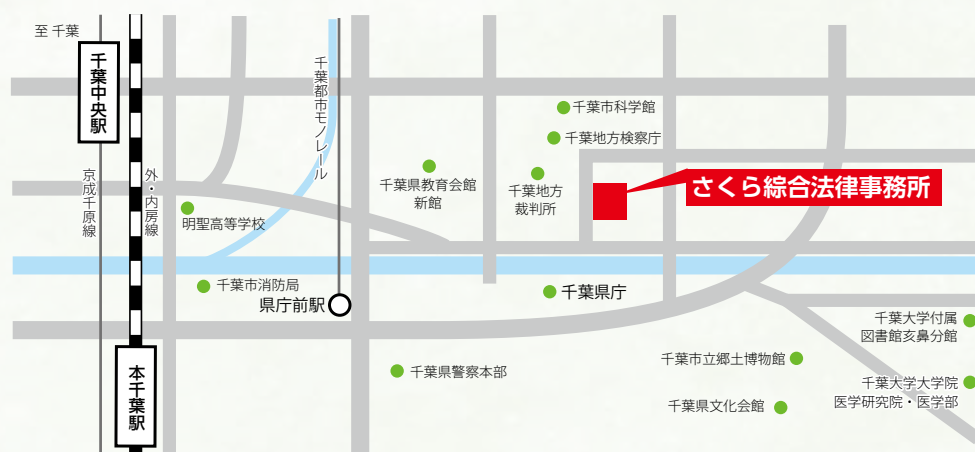 至 千葉
千葉中央駅
京成千原線
外・内房線
千葉都市モノレール
千葉市科学館
千葉地方検察庁
千葉県教育会館
新館
千葉地方
裁判所
さくら綜合法律事務所
明聖高等学校
千葉市消防局
県庁前駅
千葉県庁
千葉大学付属
図書館亥鼻分館
千葉県警察本部
千葉市立郷土博物館
千葉大学大学院
医学研究院・医学部
千葉県文化会館
本千葉駅